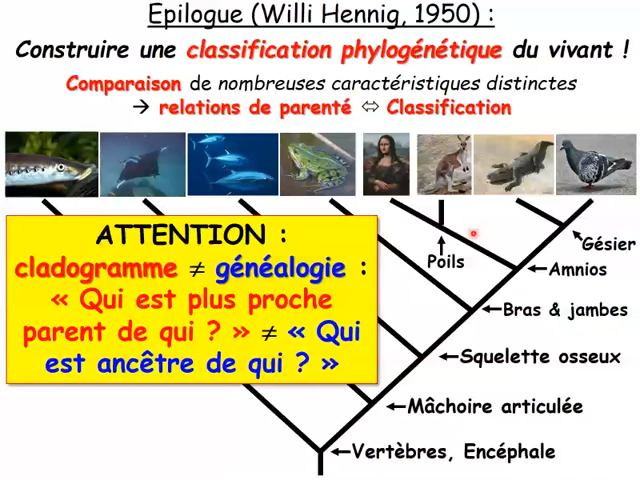 Epilogue (Willi Hennig, 1950) :
Construire une classification phylogénétique du vivant !
Comparaison de nombreuses caractéristiques distinctes
→ relations de parenté ⇔ Classification
ATTENTION :
cladogramme ≠ généalogie :
« Qui est plus proche
parent de qui ? » ≠ « Qui
est ancêtre de qui ? »
Poils
Gésier
Amnios
Bras & jambes
Squelette osseux
Mâchoire articulée
Vertèbres, Encéphale